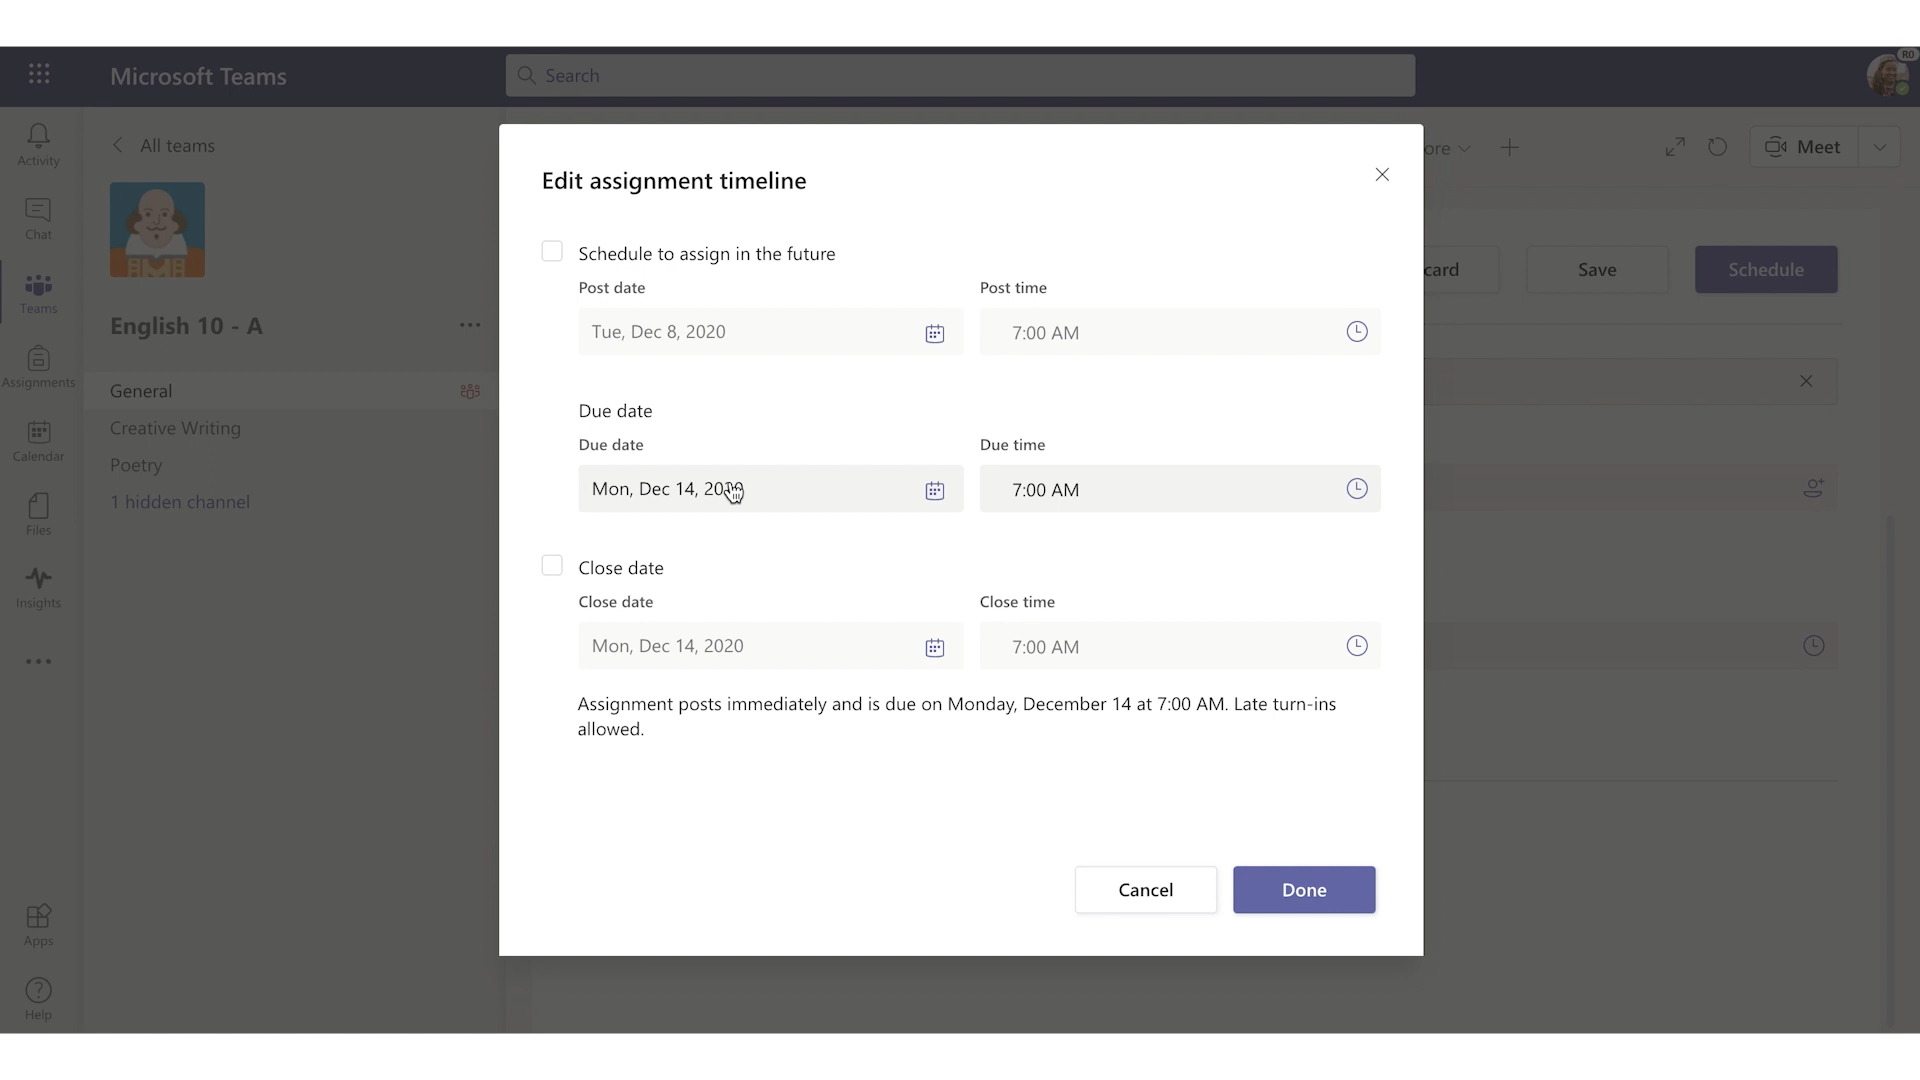 Microsoft Teams
Search
RO
Activity
Chat
Teams
Assignments
Calendar
Files
Insights
Apps
Help
All teams
English 10 - A
General
Creative Writing
Poetry
1 hidden channel
ore
Meet
card
Save
Schedule
Edit assignment timeline
Schedule to assign in the future
Post date
Post time
Tue, Dec 8, 2020
7:00 AM
Due date
Due date
Due time
Mon, Dec 14, 2020
7:00 AM
Close date
Close date
Close time
Mon, Dec 14, 2020
7:00 AM
Assignment posts immediately and is due on Monday, December 14 at 7:00 AM. Late turn-ins
allowed.
Cancel
Done